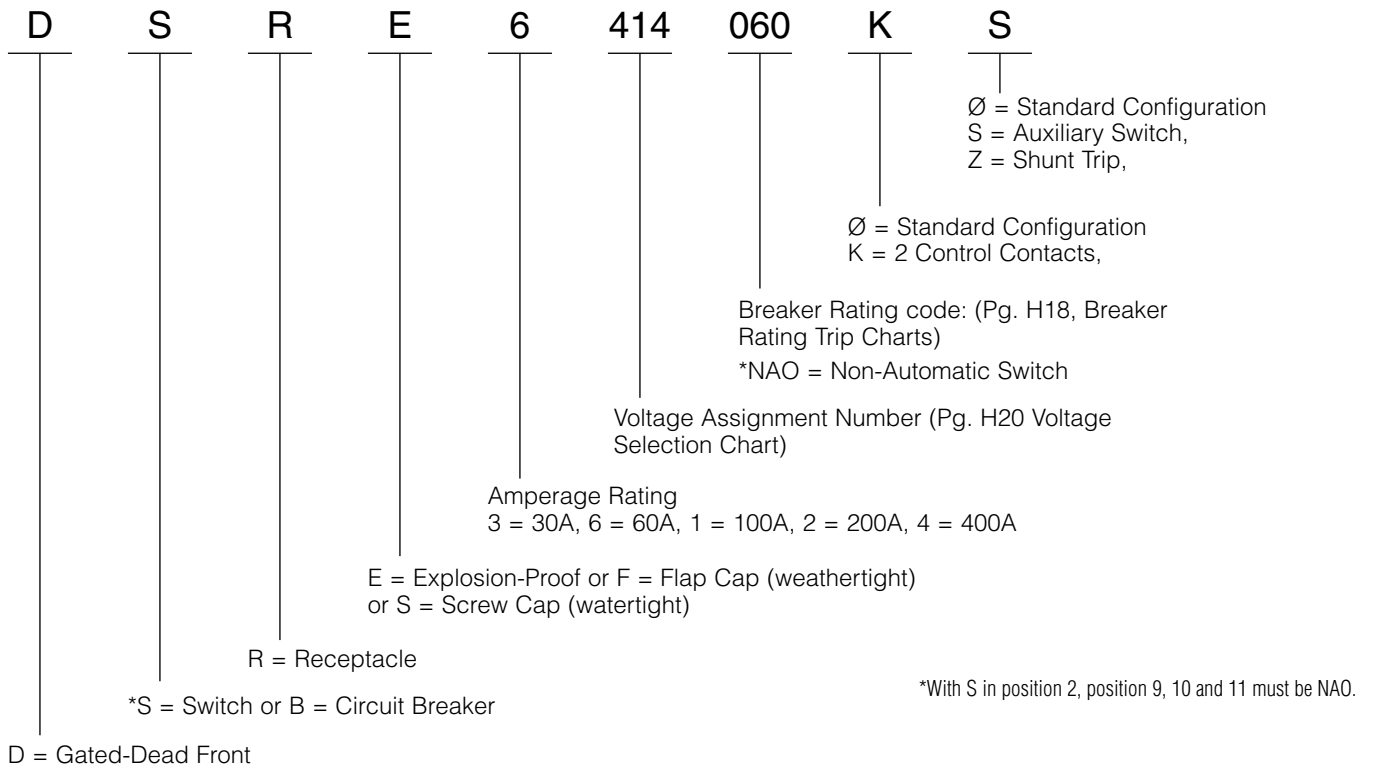 D S R E 6 414 060 K S
Ø = Standard Configuration
S = Auxiliary Switch,
Z = Shunt Trip,
Ø = Standard Configuration
K = 2 Control Contacts,
Breaker Rating code: (Pg. H18, Breaker
Rating Trip Charts)
*NAO = Non-Automatic Switch
Voltage Assignment Number (Pg. H20 Voltage
Selection Chart)
Amperage Rating
3 = 30A, 6 = 60A, 1 = 100A, 2 = 200A, 4 = 400A
E = Explosion-Proof or F = Flap Cap (weathertight)
or S = Screw Cap (watertight)
R = Receptacle
*With S in position 2, position 9, 10 and 11 must be NAO.
*S = Switch or B = Circuit Breaker
D = Gated-Dead Front